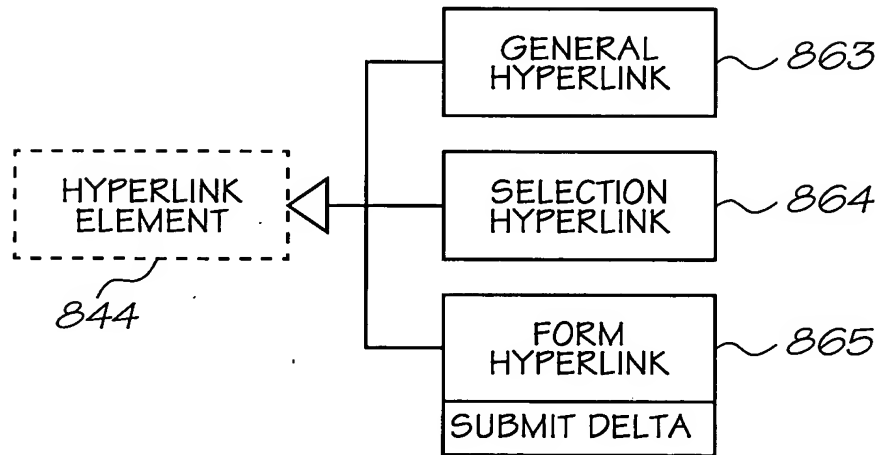 GENERAL
HYPERLINK
863
HYPERLINK
ELEMENT
844
SELECTION
HYPERLINK
864
FORM
HYPERLINK
865
SUBMIT DELTA